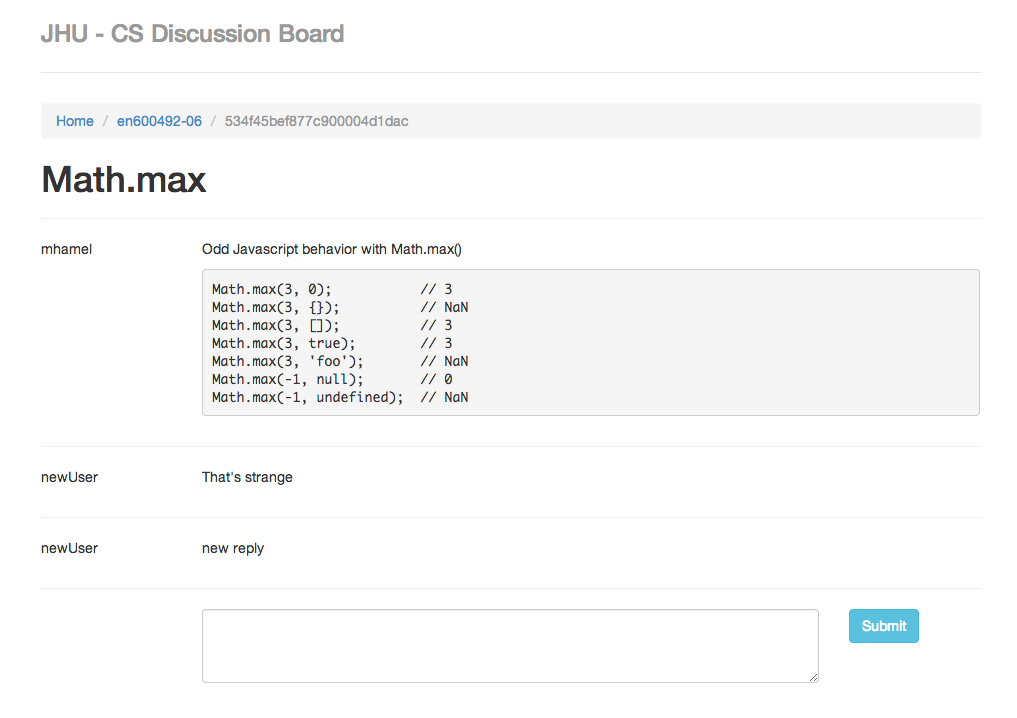 JHU - CS Discussion Board
Home / en600492-06 / 534f45bef877c900004d1dac
Math.max
mhamel
Odd Javascript behavior with Math.max()
Math.max(3, 0);           // 3
Math.max(3, {});          // NaN
Math.max(3, []);          // 3
Math.max(3, true);        // 3
Math.max(3, 'foo');       // NaN
Math.max(-1, null);       // 0
Math.max(-1, undefined);  // NaN
newUser
That's strange
newUser
new reply
Submit